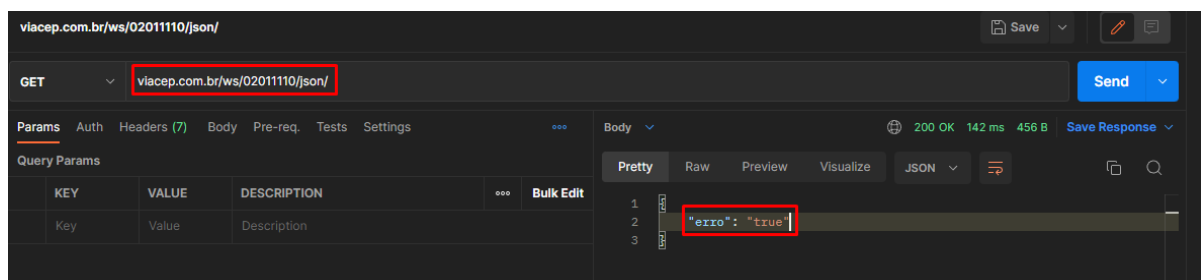 viacep.com.br/ws/02011110/json/ Save
GET viacep.com.br/ws/02011110/json/ Send
Params Auth Headers (7) Body Pre-req. Tests Settings
Query Params
KEY VALUE DESCRIPTION Bulk Edit
Key Value Description
Body 200 OK 142 ms 456 B Save Response
Pretty Raw Preview Visualize JSON
1 {
2 "erro": "true"
3 }